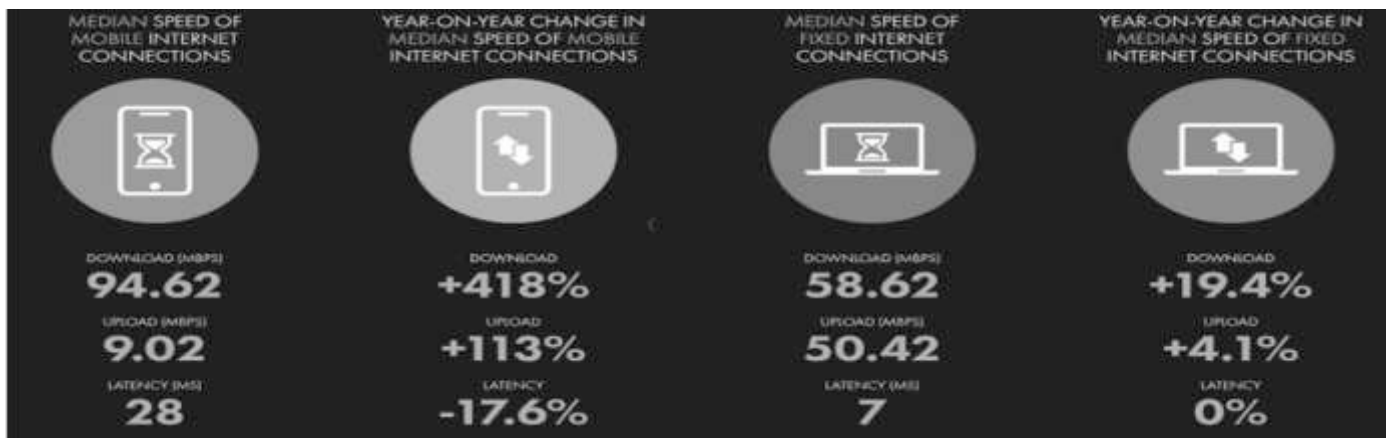 MEDIAN SPEED OF
MOBILE INTERNET
CONNECTIONS
DOWNLOAD (MBPS)
94.62
UPLOAD (MBPS)
9.02
LATENCY (MS)
28
YEAR-ON-YEAR CHANGE IN
MEDIAN SPEED OF MOBILE
INTERNET CONNECTIONS
DOWNLOAD
+418%
UPLOAD
+113%
LATENCY
-17.6%
MEDIAN SPEED OF
FIXED INTERNET
CONNECTIONS
DOWNLOAD (MBPS)
58.62
UPLOAD (MBPS)
50.42
LATENCY (MS)
7
YEAR-ON-YEAR CHANGE IN
MEDIAN SPEED OF FIXED
INTERNET CONNECTIONS
DOWNLOAD
+19.4%
UPLOAD
+4.1%
LATENCY
0%